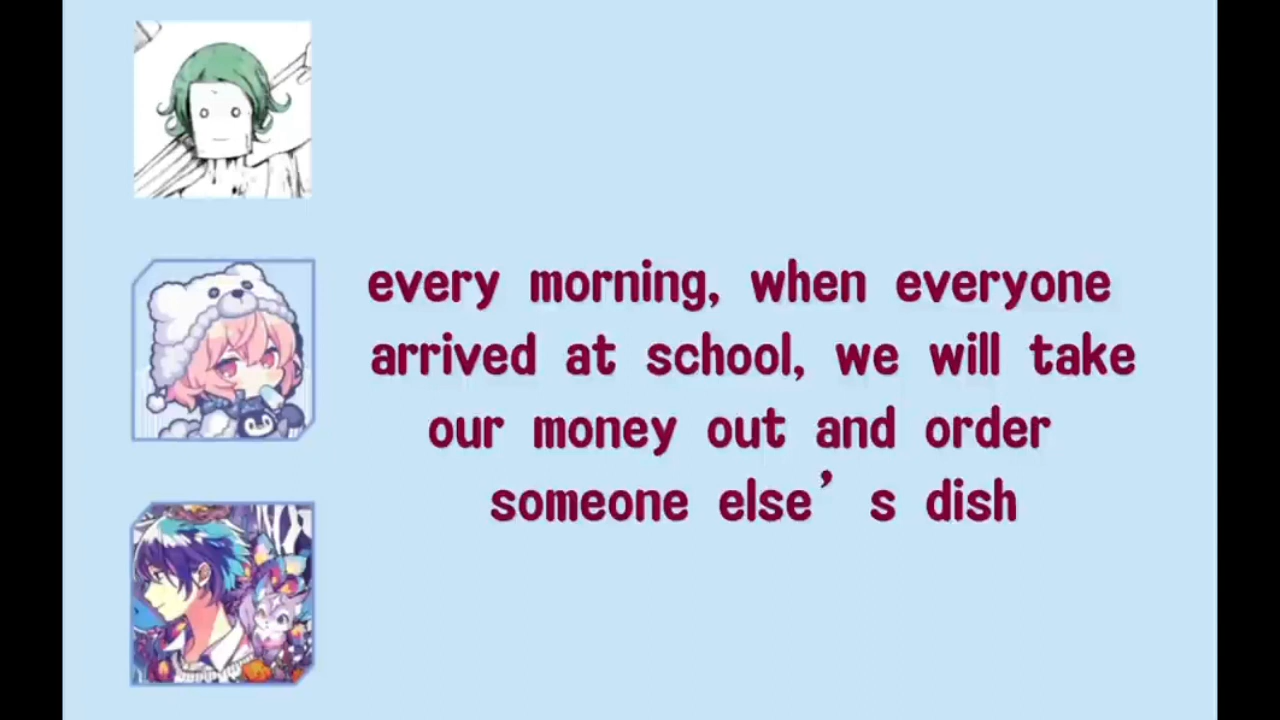 every morning, when everyone
arrived at school, we will take
our money out and order
someone else’s dish